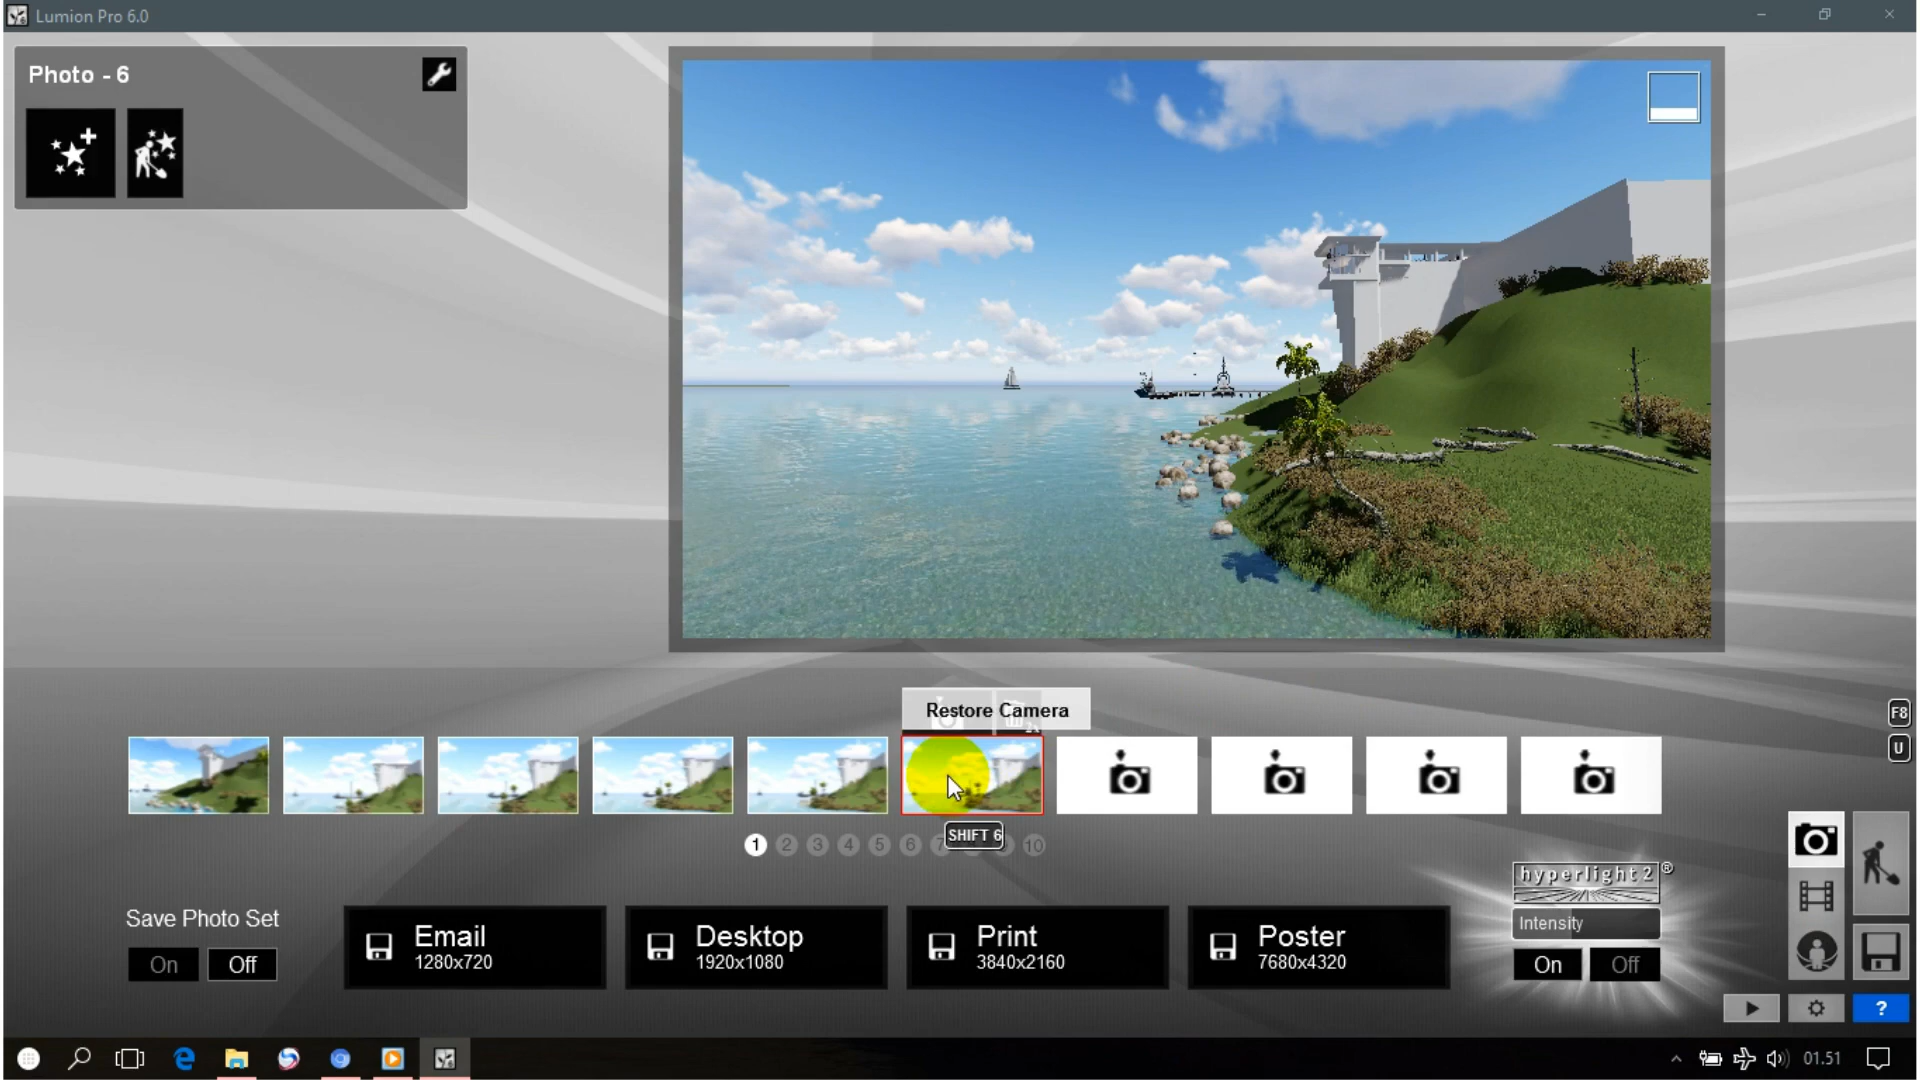 Lumion Pro 6.0
Photo - 6
Restore Camera
2x
F8
U
SHIFT 6
1 2 3 4 5 6 7 10
Save Photo Set
On Off
Email
1280x720
Desktop
1920x1080
Print
3840x2160
Poster
7680x4320
hyperlight 2 ®
Intensity
On Off
?
01.51